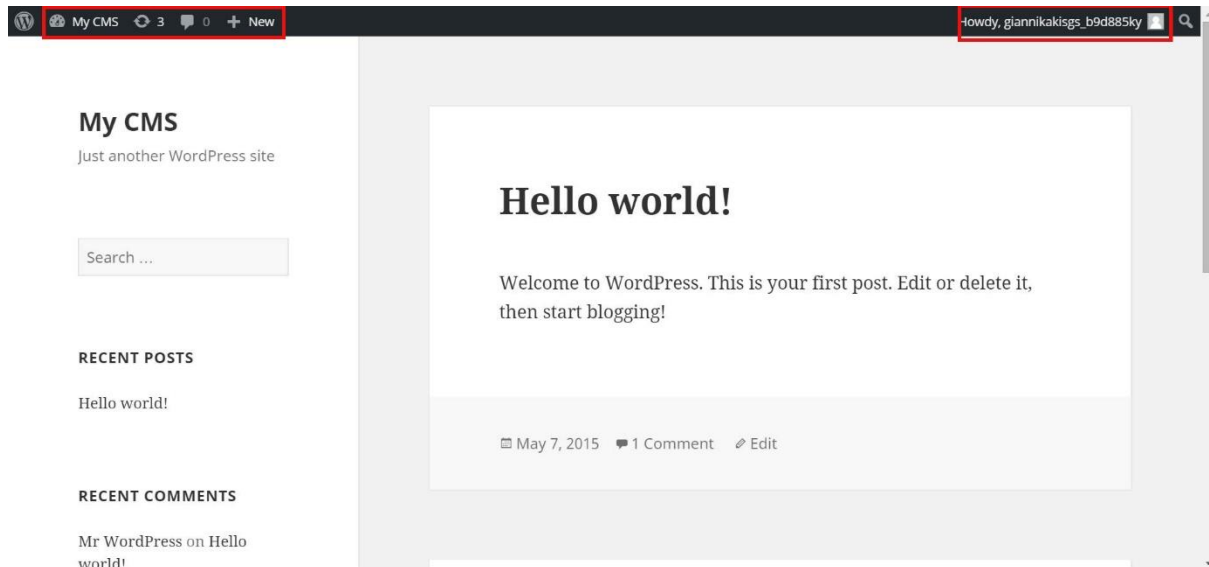 My CMS 3 0 New
Howdy, giannikakisgs_b9d885ky
My CMS
Just another WordPress site
Search ...
RECENT POSTS
Hello world!
RECENT COMMENTS
Mr WordPress on Hello
world!
Hello world!
Welcome to WordPress. This is your first post. Edit or delete it,
then start blogging!
May 7, 2015 1 Comment Edit